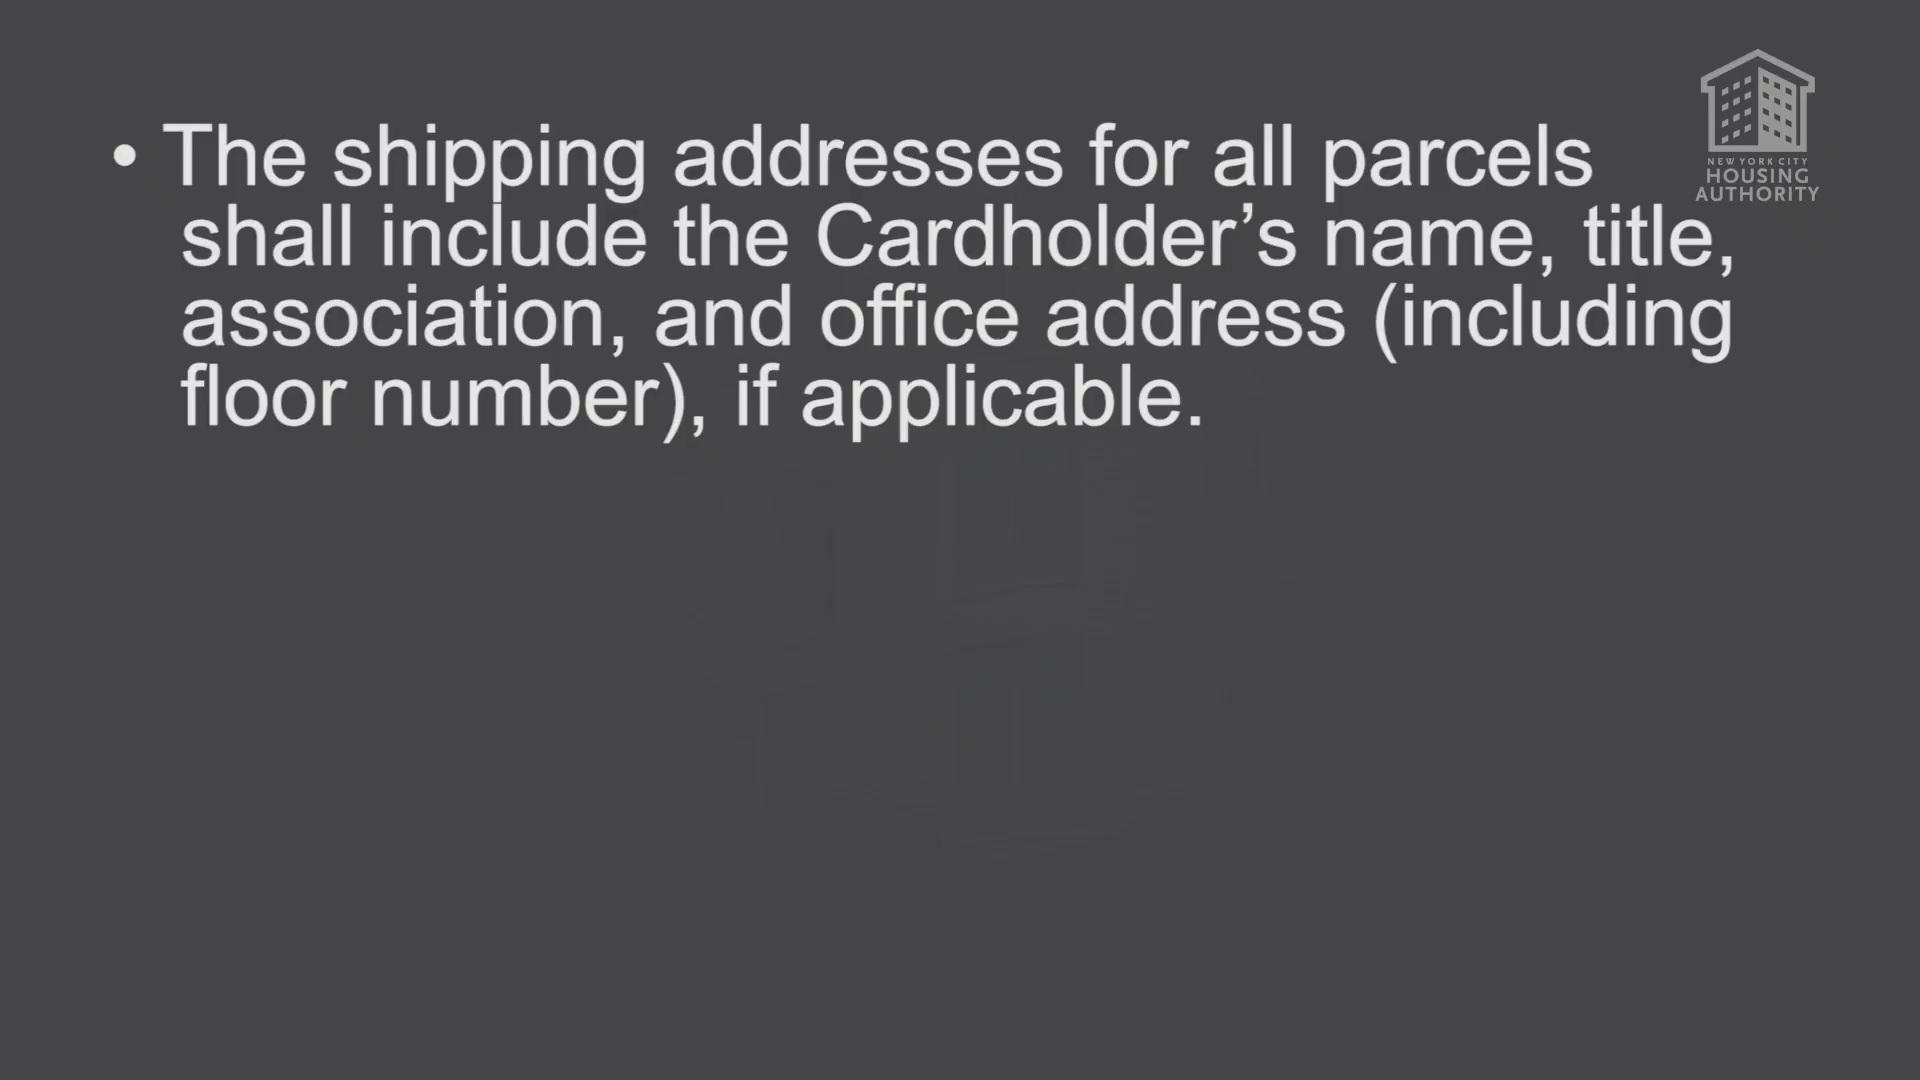 • The shipping addresses for all parcels
shall include the Cardholder’s name, title,
association, and office address (including
floor number), if applicable.
NEW YORK CITY
HOUSING
AUTHORITY